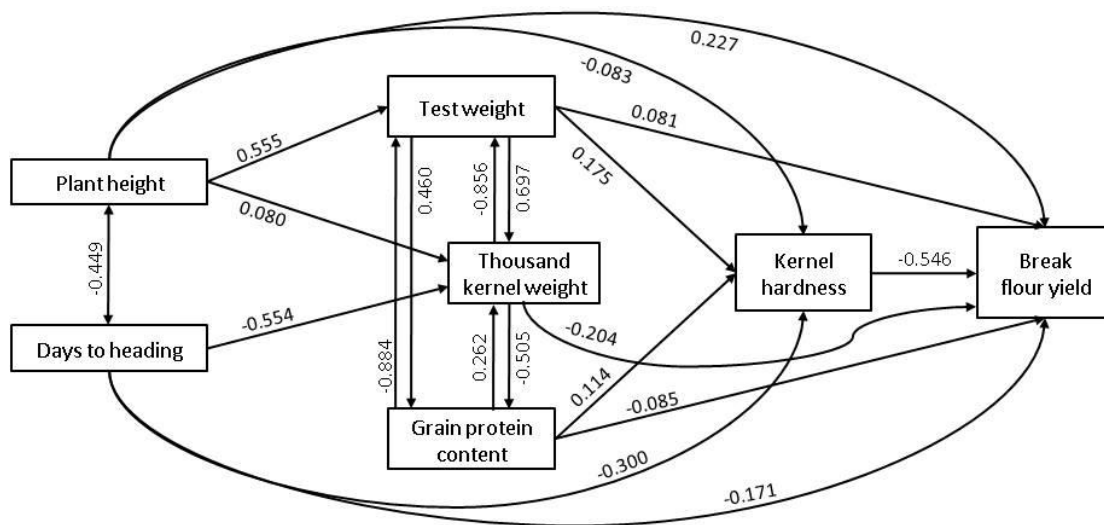 0.227
-0.083
Test weight
0.081
0.555
0.175
Plant height
0.460
-0.856
0.697
0.080
-0.449
Thousand
kernel weight
Kernel
hardness
-0.546
Break
flour yield
-0.554
Days to heading
-0.204
-0.884
0.262
-0.505
0.114
-0.085
Grain protein
content
-0.300
-0.171